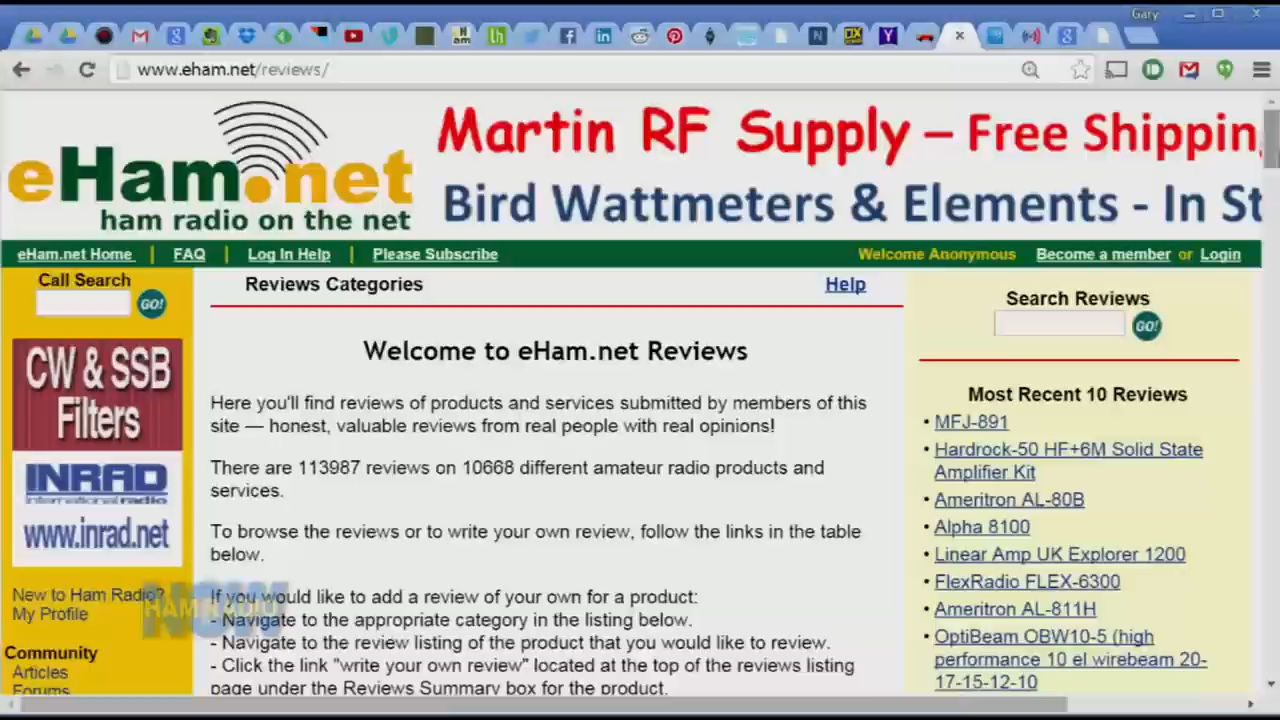 Gary
www.eham.net/reviews/
eHam.net
ham radio on the net
Martin RF Supply – Free Shipping
Bird Wattmeters & Elements - In St
eHam.net Home | FAQ | Log In Help | Please Subscribe
Welcome Anonymous Become a member or Login
Call Search
GO!
CW & SSB
Filters
INRAD
international radio
www.inrad.net
New to Ham Radio?
My Profile
Community
Articles
Forums
HAM RADIO
NOW
Reviews Categories
Help
Welcome to eHam.net Reviews
Here you'll find reviews of products and services submitted by members of this
site — honest, valuable reviews from real people with real opinions!
There are 113987 reviews on 10668 different amateur radio products and
services.
To browse the reviews or to write your own review, follow the links in the table
below.
If you would like to add a review of your own for a product:
- Navigate to the appropriate category in the listing below.
- Navigate to the review listing of the product that you would like to review.
- Click the link "write your own review" located at the top of the reviews listing
page under the Reviews Summary box for the product.
Search Reviews
GO!
Most Recent 10 Reviews
• MFJ-891
• Hardrock-50 HF+6M Solid State
Amplifier Kit
• Ameritron AL-80B
• Alpha 8100
• Linear Amp UK Explorer 1200
• FlexRadio FLEX-6300
• Ameritron AL-811H
• OptiBeam OBW10-5 (high
performance 10 el wirebeam 20-
17-15-12-10